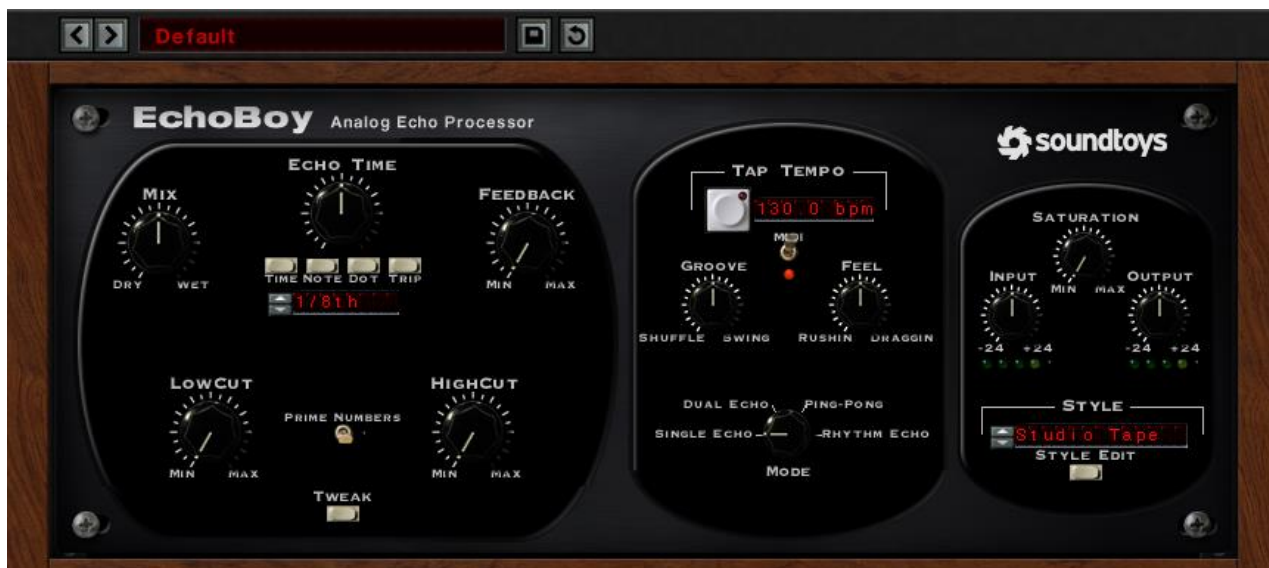 Default
EchoBoy Analog Echo Processor
soundtoys
ECHO TIME
MIX
FEEDBACK
DRY WET
TIME NOTE DOT TRIP
MIN MAX
1/8th
LOWCUT
HIGHCUT
PRIME NUMBERS
MIN MAX
MIN MAX
TWEAK
TAP TEMPO
130.0 bpm
MIDI
GROOVE
FEEL
SHUFFLE SWING
RUSHIN DRAGGIN
DUAL ECHO
PING-PONG
SINGLE ECHO
RHYTHM ECHO
MODE
SATURATION
INPUT
OUTPUT
MIN MAX
-24 +24
-24 +24
STYLE
Studio Tape
STYLE EDIT